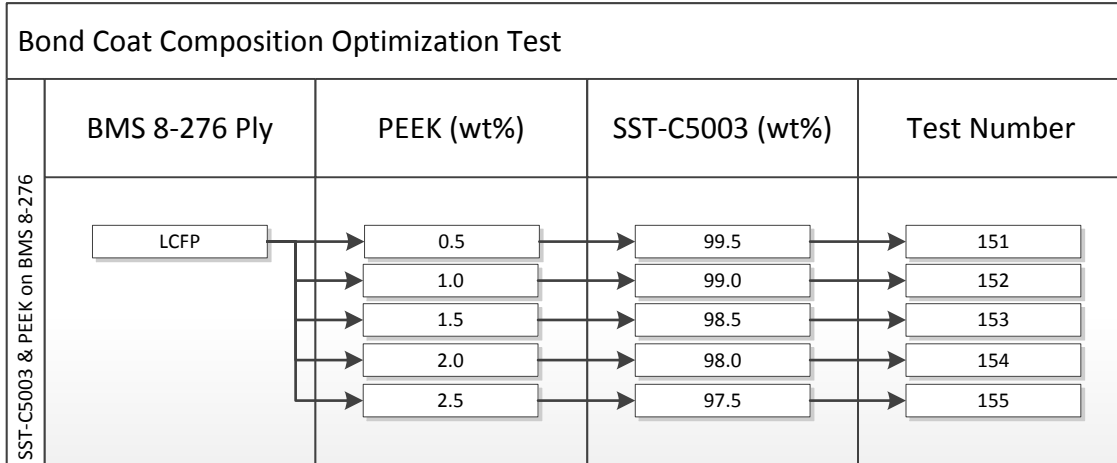 Bond Coat Composition Optimization Test
SST-C5003 & PEEK on BMS 8-276
BMS 8-276 Ply PEEK (wt%) SST-C5003 (wt%) Test Number
LCFP 0.5 99.5 151
1.0 99.0 152
1.5 98.5 153
2.0 98.0 154
2.5 97.5 155